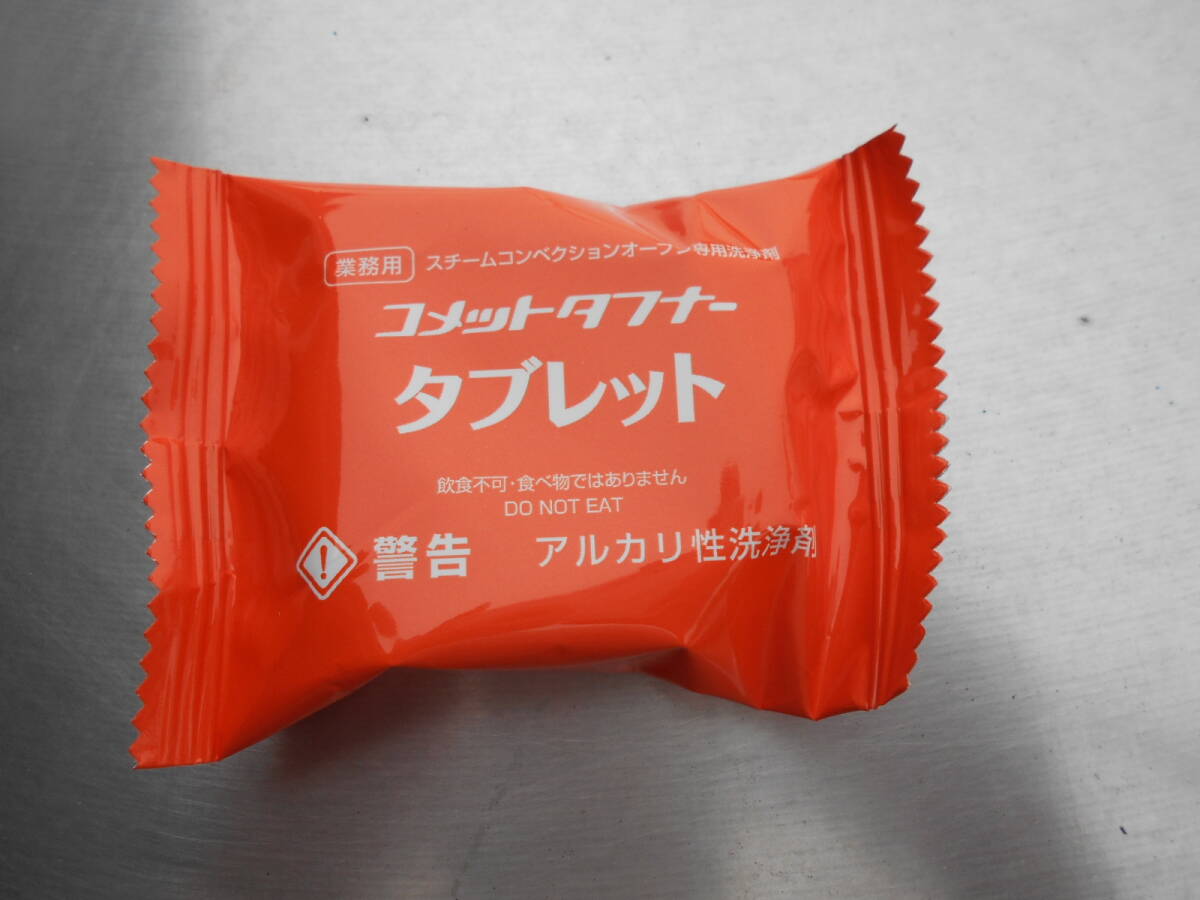 業務用 スチームコンベクションオーブン専用洗浄剤
コメットタフナー
タブレット
飲食不可・食べ物ではありません
DO NOT EAT
警告 アルカリ性洗浄剤